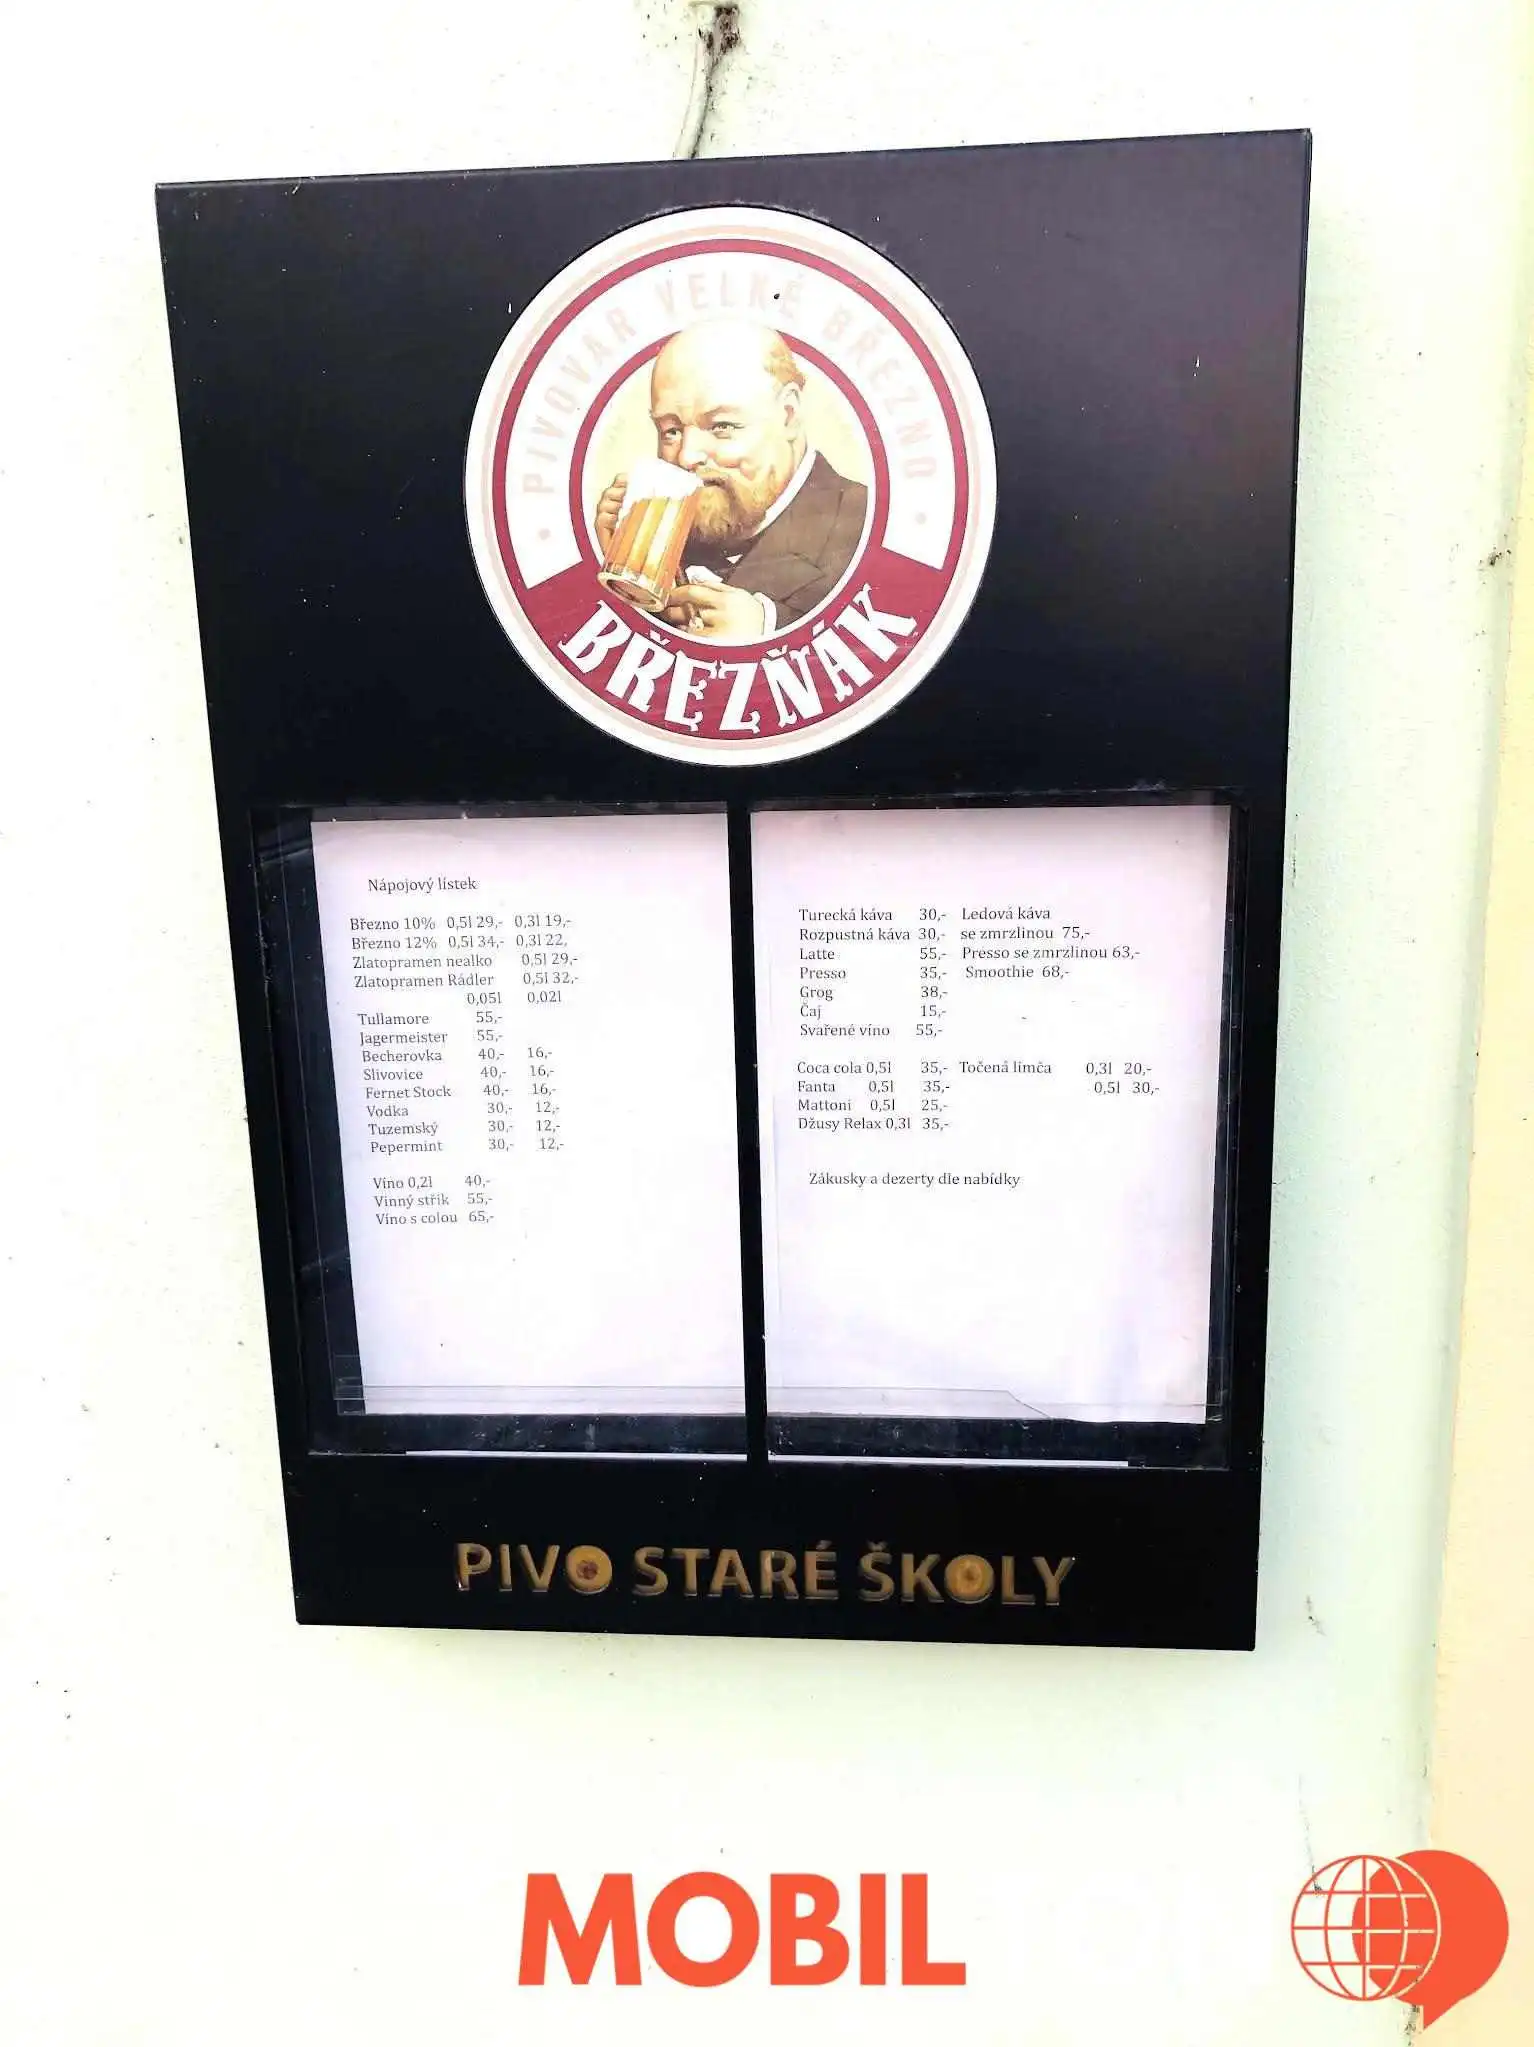 PIVOVAR VELKÉ BŘEZNO
BŘEZŇÁK
Nápojový lístek
Březno 10% 0,5l 29,- 0,3l 19,-
Březno 12% 0,5l 34,- 0,3l 22,
Zlatopramen nealko 0,5l 29,-
Zlatopramen Rádler 0,5l 32,-
0,05l 0,02l
Tullamore 55,-
Jagermeister 55,-
Becherovka 40,- 16,-
Slivovice 40,- 16,-
Fernet Stock 40,- 16,-
Vodka 30,- 12,-
Tuzemský 30,- 12,-
Pepermint 30,- 12,-
Víno 0,2l 40,-
Vinný střik 55,-
Víno s colou 65,-
Turecká káva 30,- Ledová káva
Rozpustná káva 30,- se zmrzlinou 75,-
Latte 55,- Presso se zmrzlinou 63,-
Presso 35,- Smoothie 68,-
Grog 38,-
Čaj 15,-
Svařené víno 55,-
Coca cola 0,5l 35,- Točená limča 0,3l 20,-
Fanta 0,5l 35,- 0,5l 30,-
Mattoni 0,5l 25,-
Džusy Relax 0,3l 35,-
Zákusky a dezerty dle nabídky
PIVO STARÉ ŠKOLY
MOBIL